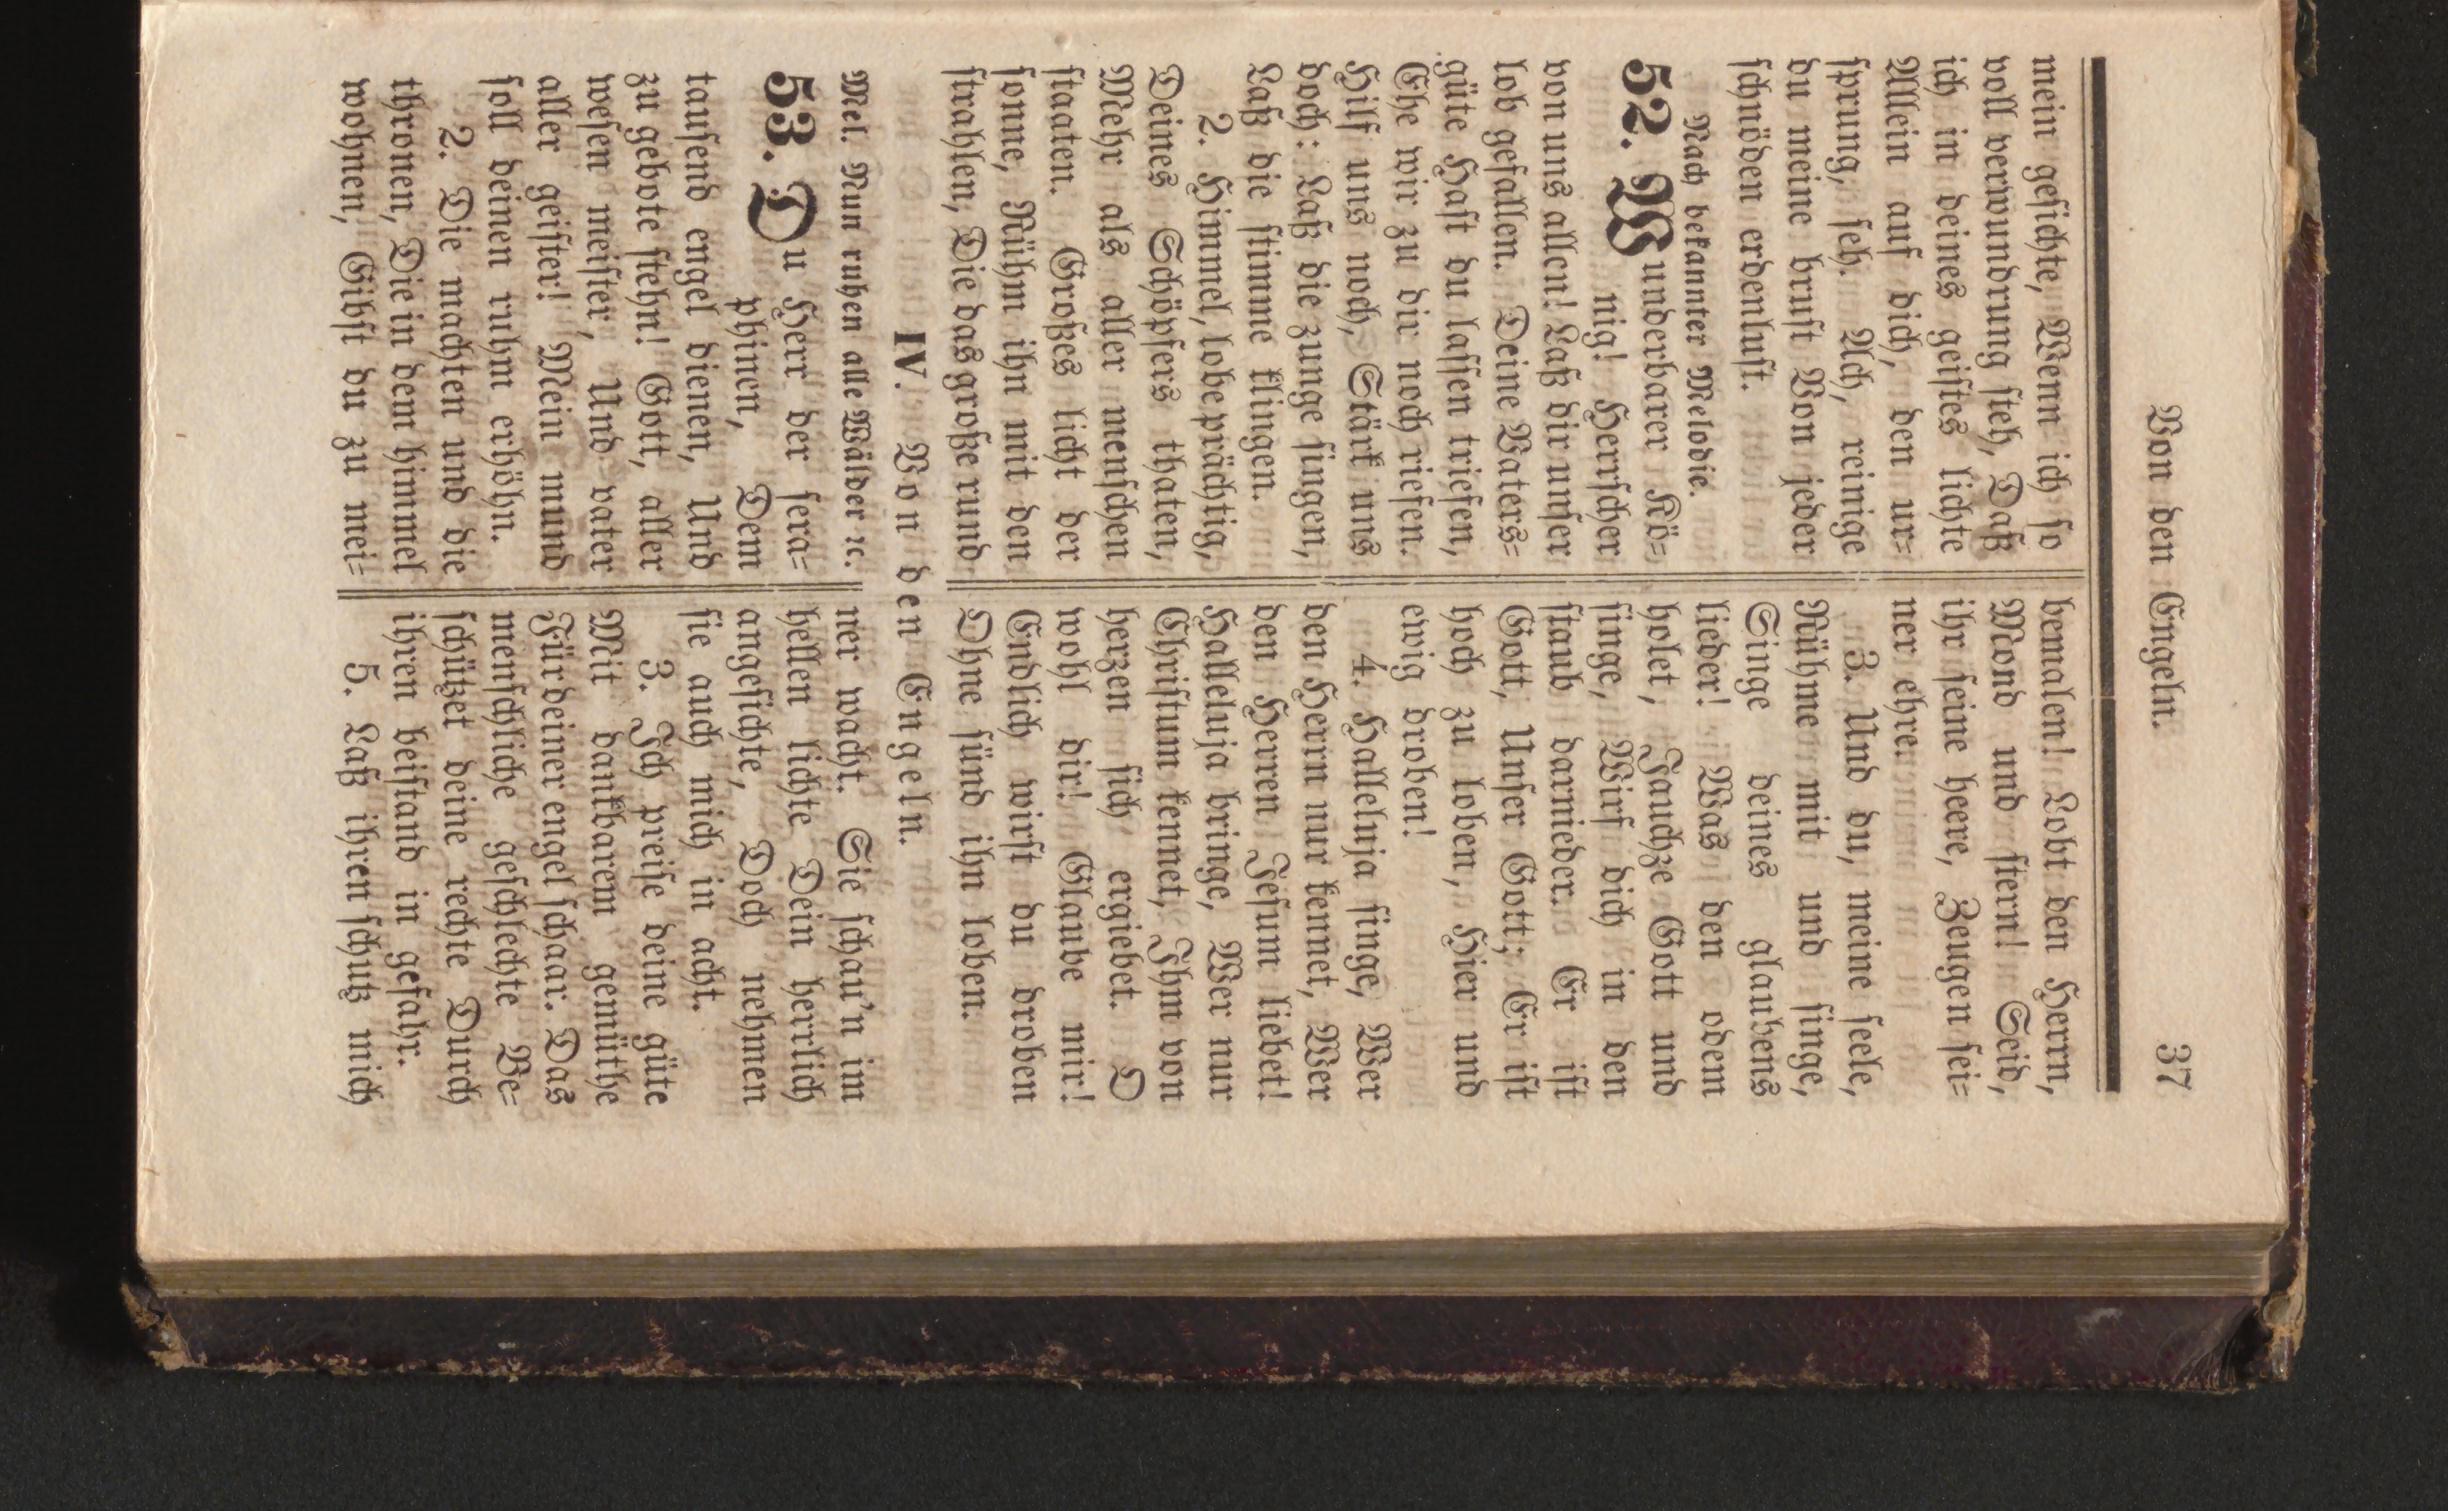 Von den Engeln. 37
mein gesichte, Wenn ich so
voll verwundrung steh, Daß
ich in deines geistes lichte
Allein auf dich, den ur=
sprung, seh. Ach, reinige
du meine brust Von jeder
schnöden erdenlust.
Nach bekannter Melodie.
52. Wunderbarer Kö=
nig! Herrscher
von uns allen! Laß dir unser
lob gefallen. Deine Vaters=
güte Hast du lassen triefen,
Ehe wir zu dir noch riefen.
Hilf uns noch, Stärk uns
doch: Laß die zunge singen,
Laß die stimme klingen.
2. Himmel, lobe prächtig,
Deines Schöpfers thaten,
Mehr als aller menschen
staaten. Großes licht der
sonne, Rühm ihn mit den
strahlen, Die das große rund
bemalen! Lobt den Herrn,
Mond und stern! Seid,
ihr seine heere, Zeugen sei=
ner ehre.
3. Und du, meine seele,
Rühme mit und singe,
Singe deines glaubens
lieder! Was den odem
holet, Jauchze Gott und
singe, Wirf dich in den
staub darnieder. Er ist
Gott, Unser Gott; Er ist
hoch zu loben, Hier und
ewig droben!
4. Halleluja singe, Wer
den Herrn nur kennet, Wer
den Herren Jesum liebet!
Halleluja bringe, Wer nur
Christum kennet, Ihm von
herzen sich ergiebet. O
wohl dir! Glaube mir!
Endlich wirst du droben
Ohne sünd ihn loben.
IV. Von den Engeln.
Mel. Nun ruhen alle Wälder ꝛc.
53. Du Herr der sera=
phinen, Dem
tausend engel dienen, Und
zu gebote stehn! Gott, aller
wesen meister, Und vater
aller geister! Mein mund
soll deinen ruhm erhöhn.
2. Die machten und die
thronen, Die in dem himmel
wohnen, Gibst du zu mei=
ner wacht. Sie schau'n im
hellen lichte Dein herrlich
angesichte, Doch nehmen
sie auch mich in acht.
3. Ich preise deine güte
Mit dankbarem gemüthe
Für deiner engel schaar. Das
menschliche geschlechte Be=
schützet deine rechte Durch
ihren beistand in gefahr.
5. Laß ihren schutz mich